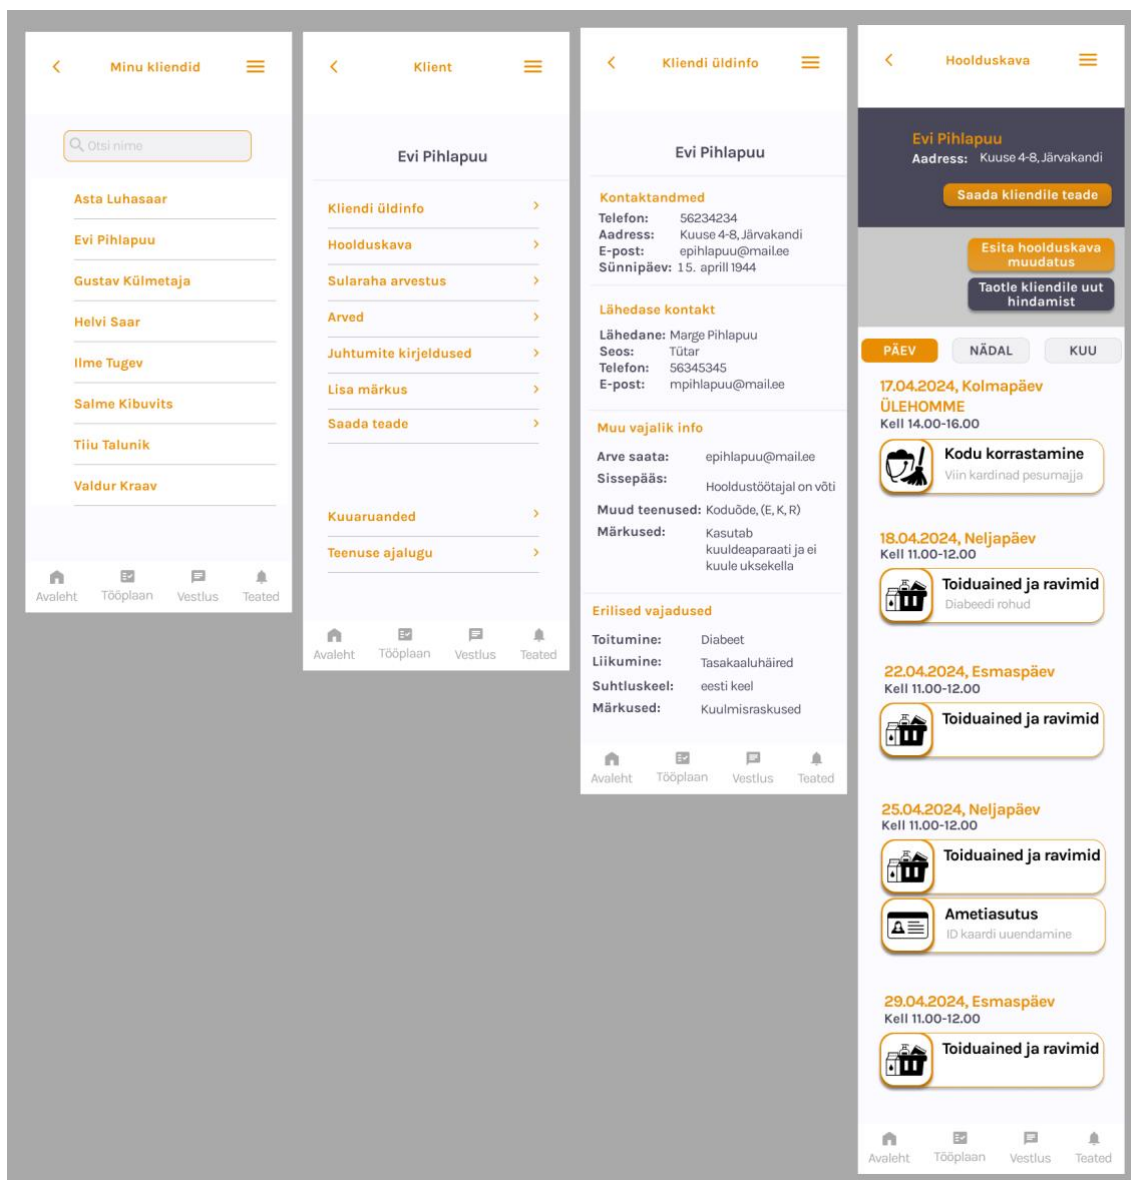 Minu kliendid
Otsi nime
Asta Luhasaar
Evi Pihlapuu
Gustav Külmetaja
Helvi Saar
Ilme Tugev
Salme Kibuvits
Tiiu Talunik
Valdur Kraav
Avaleht Tööplaan Vestlus Teated
Klient
Evi Pihlapuu
Kliendi üldinfo
Hoolduskava
Sularaha arvestus
Arved
Juhtumite kirjeldused
Lisa märkus
Saada teade
Kuuaruanded
Teenuse ajalugu
Avaleht Tööplaan Vestlus Teated
Kliendi üldinfo
Evi Pihlapuu
Kontaktandmed
Telefon: 56234234
Aadress: Kuuse 4-8, Järvakandi
E-post: epihlapuu@mail.ee
Sünnipäev: 15. aprill 1944
Lähedase kontakt
Lähedane: Marge Pihlapuu
Seos: Tütar
Telefon: 56345345
E-post: mpihlapuu@mail.ee
Muu vajalik info
Arve saata: epihlapuu@mail.ee
Sissepääs: Hooldustöötajal on võti
Muud teenused: Koduõde, (E, K, R)
Märkused: Kasutab
kuuldeaparaati ja ei
kuule uksekella
Erilised vajadused
Toitumine: Diabeet
Liikumine: Tasakaaluhäired
Suhtluskeel: eesti keel
Märkused: Kuulmisraskused
Avaleht Tööplaan Vestlus Teated
Hoolduskava
Evi Pihlapuu
Aadress: Kuuse 4-8, Järvakandi
Saada kliendile teade
Esita hoolduskava
muudatus
Taotle kliendile uut
hindamist
PÄEV NÄDAL KUU
17.04.2024, Kolmapäev
ÜLEHOMME
Kell 14.00-16.00
Kodu korrastamine
Viin kardinad pesumajja
18.04.2024, Neljapäev
Kell 11.00-12.00
Toiduained ja ravimid
Diabeedi rohud
22.04.2024, Esmaspäev
Kell 11.00-12.00
Toiduained ja ravimid
25.04.2024, Neljapäev
Kell 11.00-12.00
Toiduained ja ravimid
Ametiasutus
ID kaardi uuendamine
29.04.2024, Esmaspäev
Kell 11.00-12.00
Toiduained ja ravimid
Avaleht Tööplaan Vestlus Teated